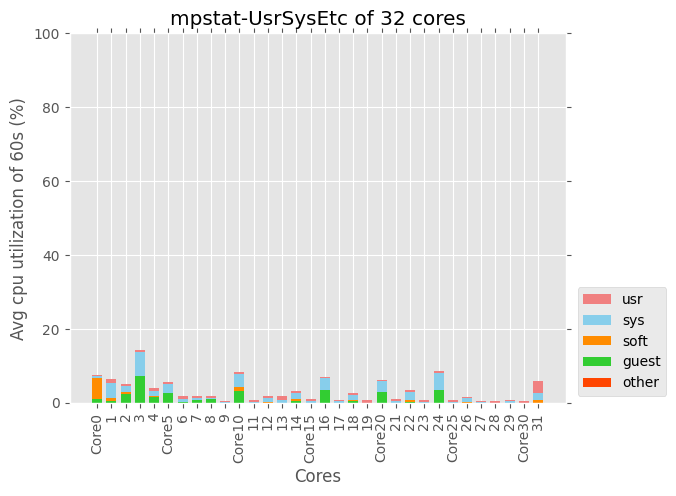 mpstat-UsrSysEtc of 32 cores
Avg cpu utilization of 60s (%)
100
80
60
40
20
0
Core0
1
2
3
4
Core5
6
7
8
9
Core10
11
12
13
14
Core15
16
17
18
19
Core20
21
22
23
24
Core25
26
27
28
29
Core30
31
Cores
usr
sys
soft
guest
other